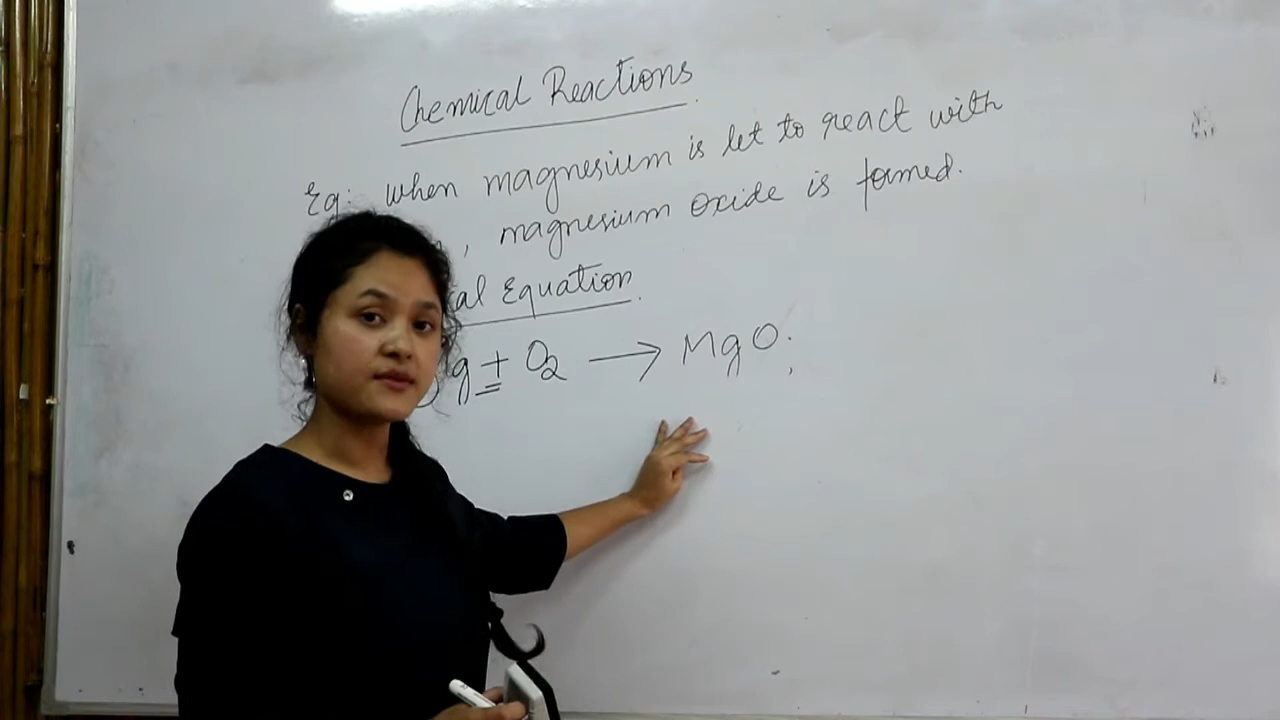 Chemical Reactions
Eg: when magnesium is let to react with
, magnesium oxide is formed.
al Equation
g + O2 → MgO.